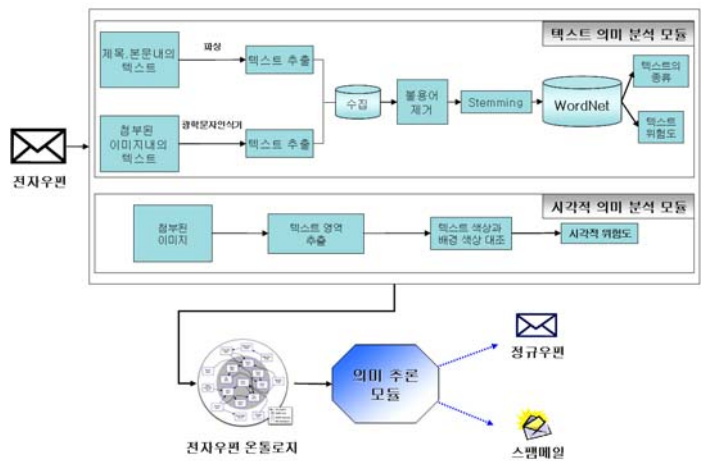 텍스트 의미 분석 모듈
제목,본문내의
텍스트
파싱
텍스트 추출
첨부된
이미지내의
텍스트
광학문자인식기
텍스트 추출
수집
불용어
제거
Stemming
WordNet
텍스트의
종류
텍스트
위험도
전자우편
시각적 의미 분석 모듈
첨부된
이미지
텍스트 영역
추출
텍스트 색상과
배경 색상 대조
시각적 위험도
전자우편 온톨로지
의미 추론
모듈
정규우편
스팸메일